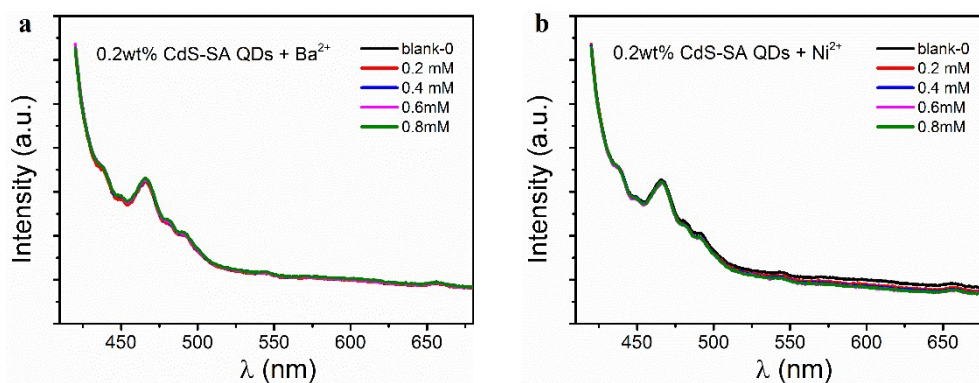 a
0.2wt% CdS-SA QDs + Ba²⁺
blank-0
0.2 mM
0.4 mM
0.6mM
0.8mM
Intensity (a.u.)
450 500 550 600 650
λ (nm)
b
0.2wt% CdS-SA QDs + Ni²⁺
blank-0
0.2 mM
0.4 mM
0.6mM
0.8mM
Intensity (a.u.)
450 500 550 600 650
λ (nm)